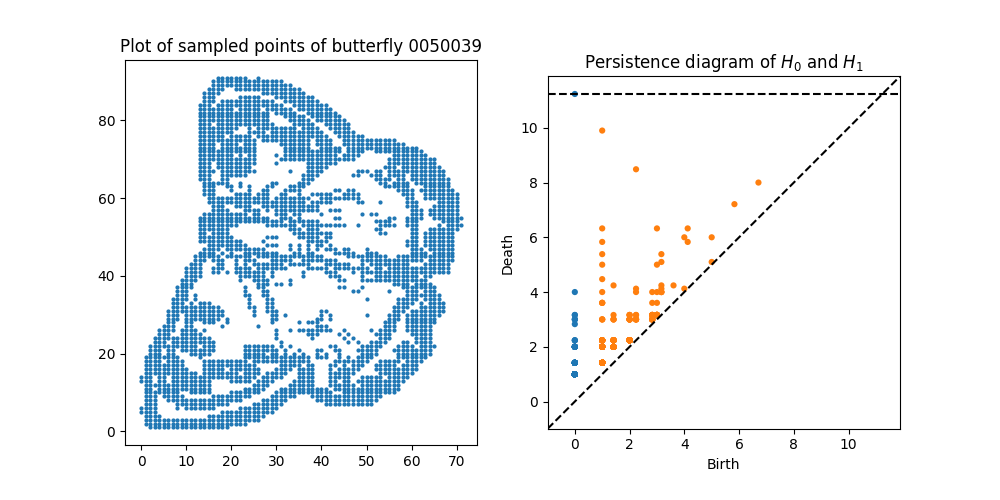 Plot of sampled points of butterfly 0050039
80
60
40
20
0
0 10 20 30 40 50 60 70
Persistence diagram of $H_0$ and $H_1$
Death
10
8
6
4
2
0
0 2 4 6 8 10
Birth